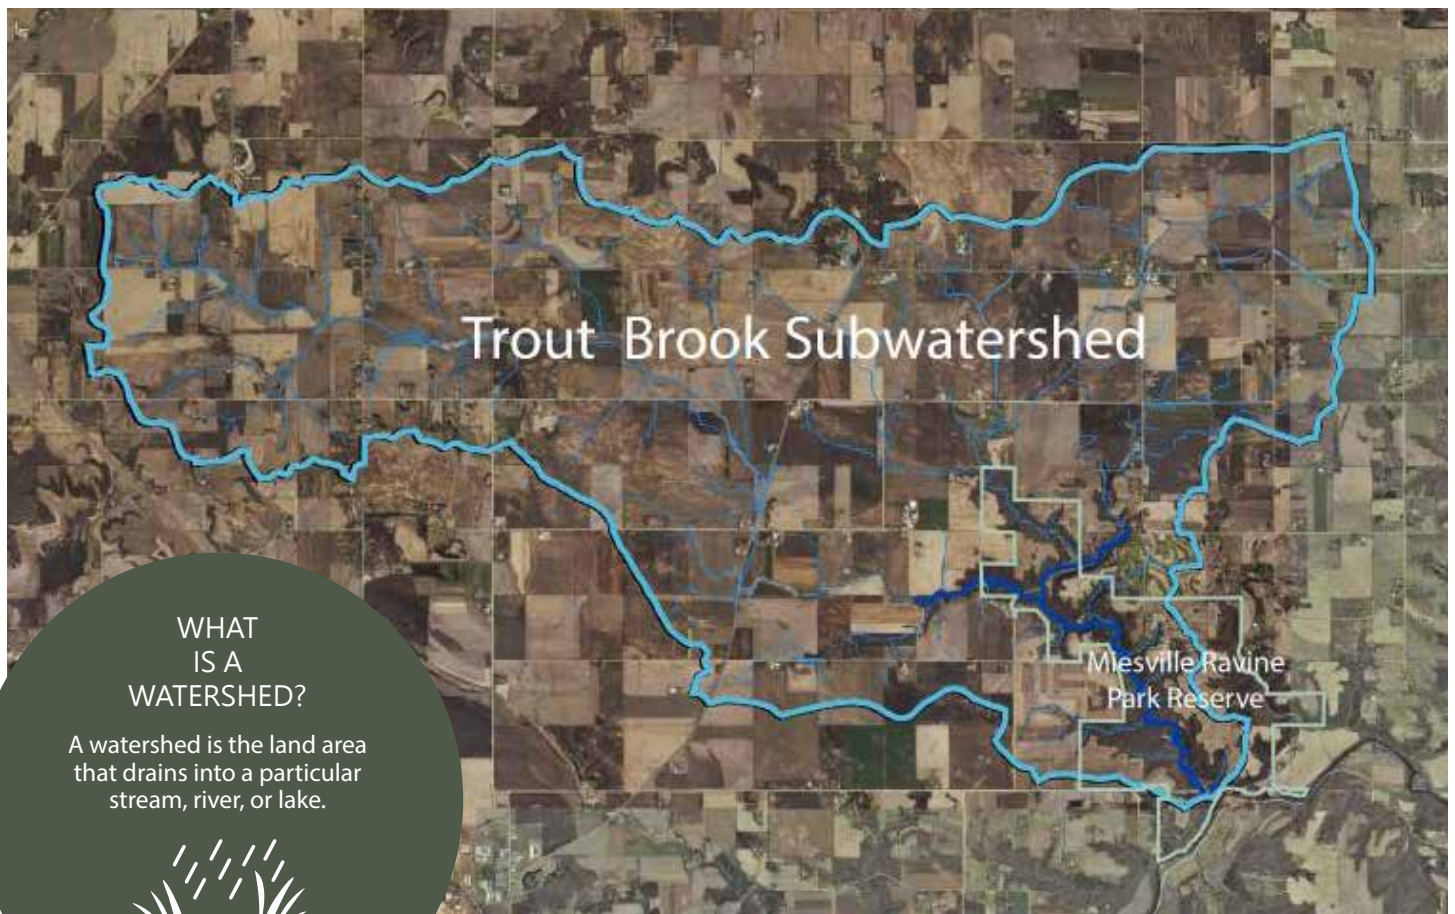 Trout Brook Subwatershed
Miesville Ravine
Park Reserve
WHAT
IS A
WATERSHED?
A watershed is the land area
that drains into a particular
stream, river, or lake.